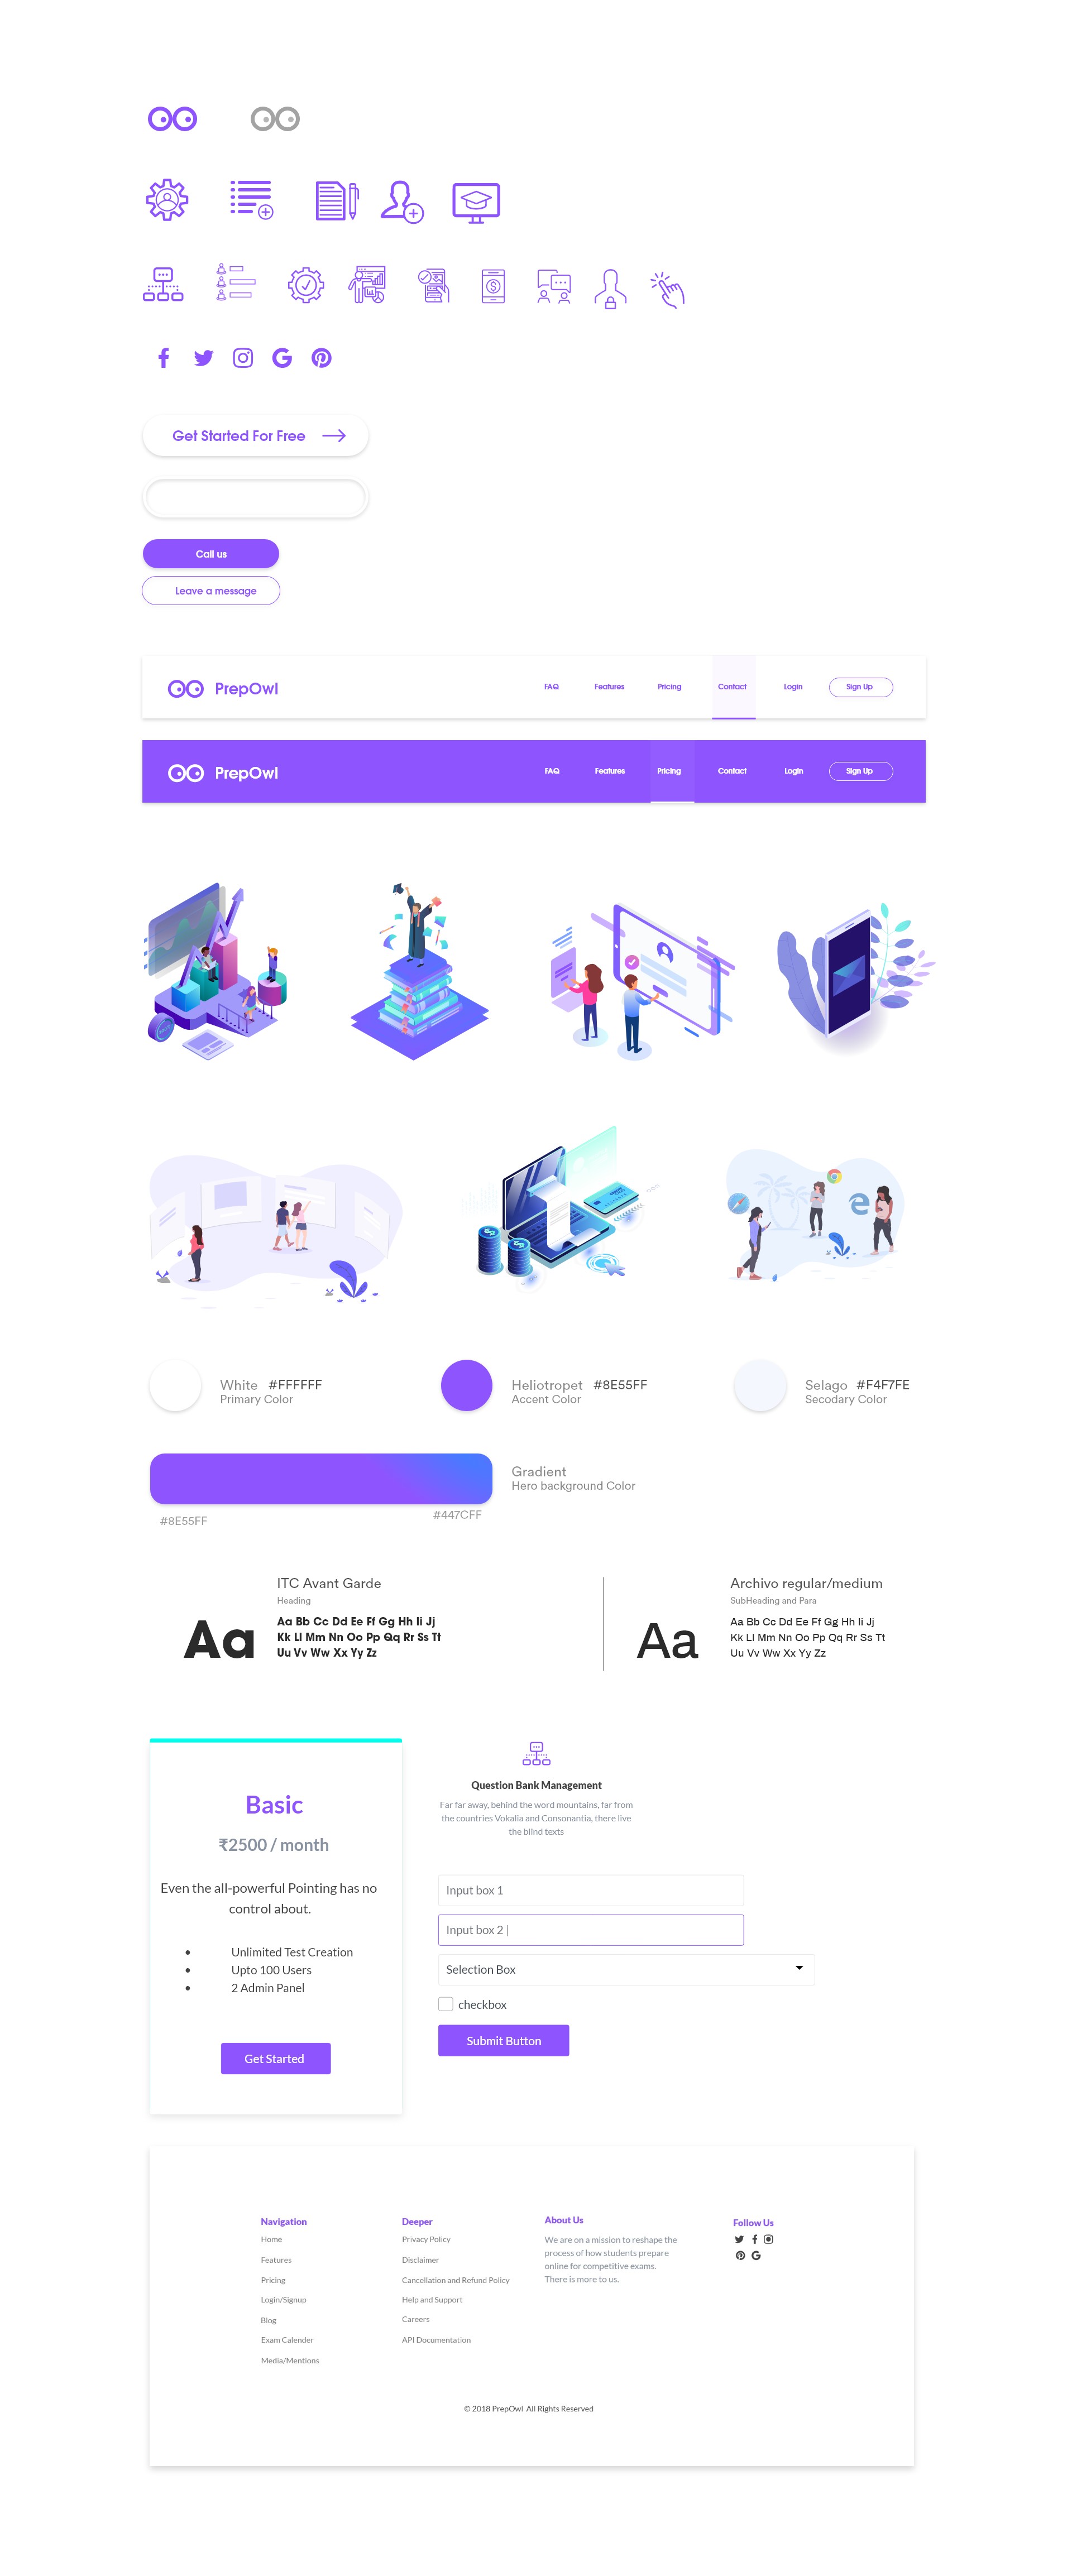 Get Started For Free
Call us
Leave a message
PrepOwl FAQ Features Pricing Contact Login Sign Up
PrepOwl FAQ Features Pricing Contact Login Sign Up
White #FFFFFF
Primary Color
Heliotropet #8E55FF
Accent Color
Selago #F4F7FE
Secodary Color
Gradient
Hero background Color
#8E55FF
#447CFF
ITC Avant Garde
Heading
Aa
Aa Bb Cc Dd Ee Ff Gg Hh Ii Jj
Kk Ll Mm Nn Oo Pp Qq Rr Ss Tt
Uu Vv Ww Xx Yy Zz
Archivo regular/medium
SubHeading and Para
Aa
Aa Bb Cc Dd Ee Ff Gg Hh Ii Jj
Kk Ll Mm Nn Oo Pp Qq Rr Ss Tt
Uu Vv Ww Xx Yy Zz
Basic
₹2500 / month
Even the all-powerful Pointing has no
control about.
• Unlimited Test Creation
• Upto 100 Users
• 2 Admin Panel
Get Started
Question Bank Management
Far far away, behind the word mountains, far from
the countries Vokalia and Consonantia, there live
the blind texts
Input box 1
Input box 2 |
Selection Box
checkbox
Submit Button
Navigation
Home
Features
Pricing
Login/Signup
Blog
Exam Calender
Media/Mentions
Deeper
Privacy Policy
Disclaimer
Cancellation and Refund Policy
Help and Support
Careers
API Documentation
About Us
We are on a mission to reshape the
process of how students prepare
online for competitive exams.
There is more to us.
Follow Us
© 2018 PrepOwl All Rights Reserved